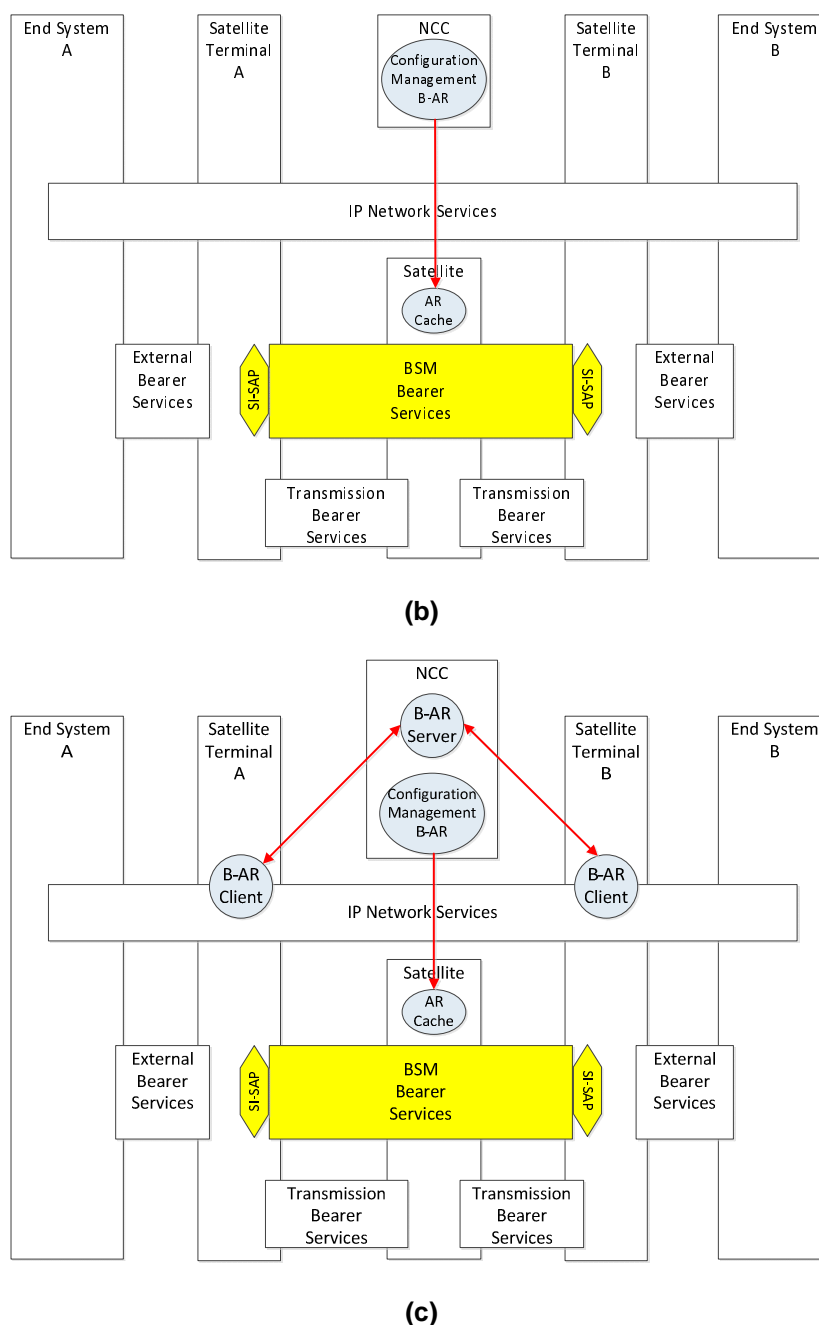 End System
A
Satellite
Terminal
A
NCC
Configuration
Management
B-AR
Satellite
Terminal
B
End System
B
IP Network Services
Satellite
AR
Cache
External
Bearer
Services
SI-SAP
BSM
Bearer
Services
SI-SAP
External
Bearer
Services
Transmission
Bearer
Services
Transmission
Bearer
Services
(b)
NCC
B-AR
Server
Configuration
Management
B-AR
End System
A
Satellite
Terminal
A
Satellite
Terminal
B
End System
B
B-AR
Client
B-AR
Client
IP Network Services
Satellite
AR
Cache
External
Bearer
Services
SI-SAP
BSM
Bearer
Services
SI-SAP
External
Bearer
Services
Transmission
Bearer
Services
Transmission
Bearer
Services
(c)